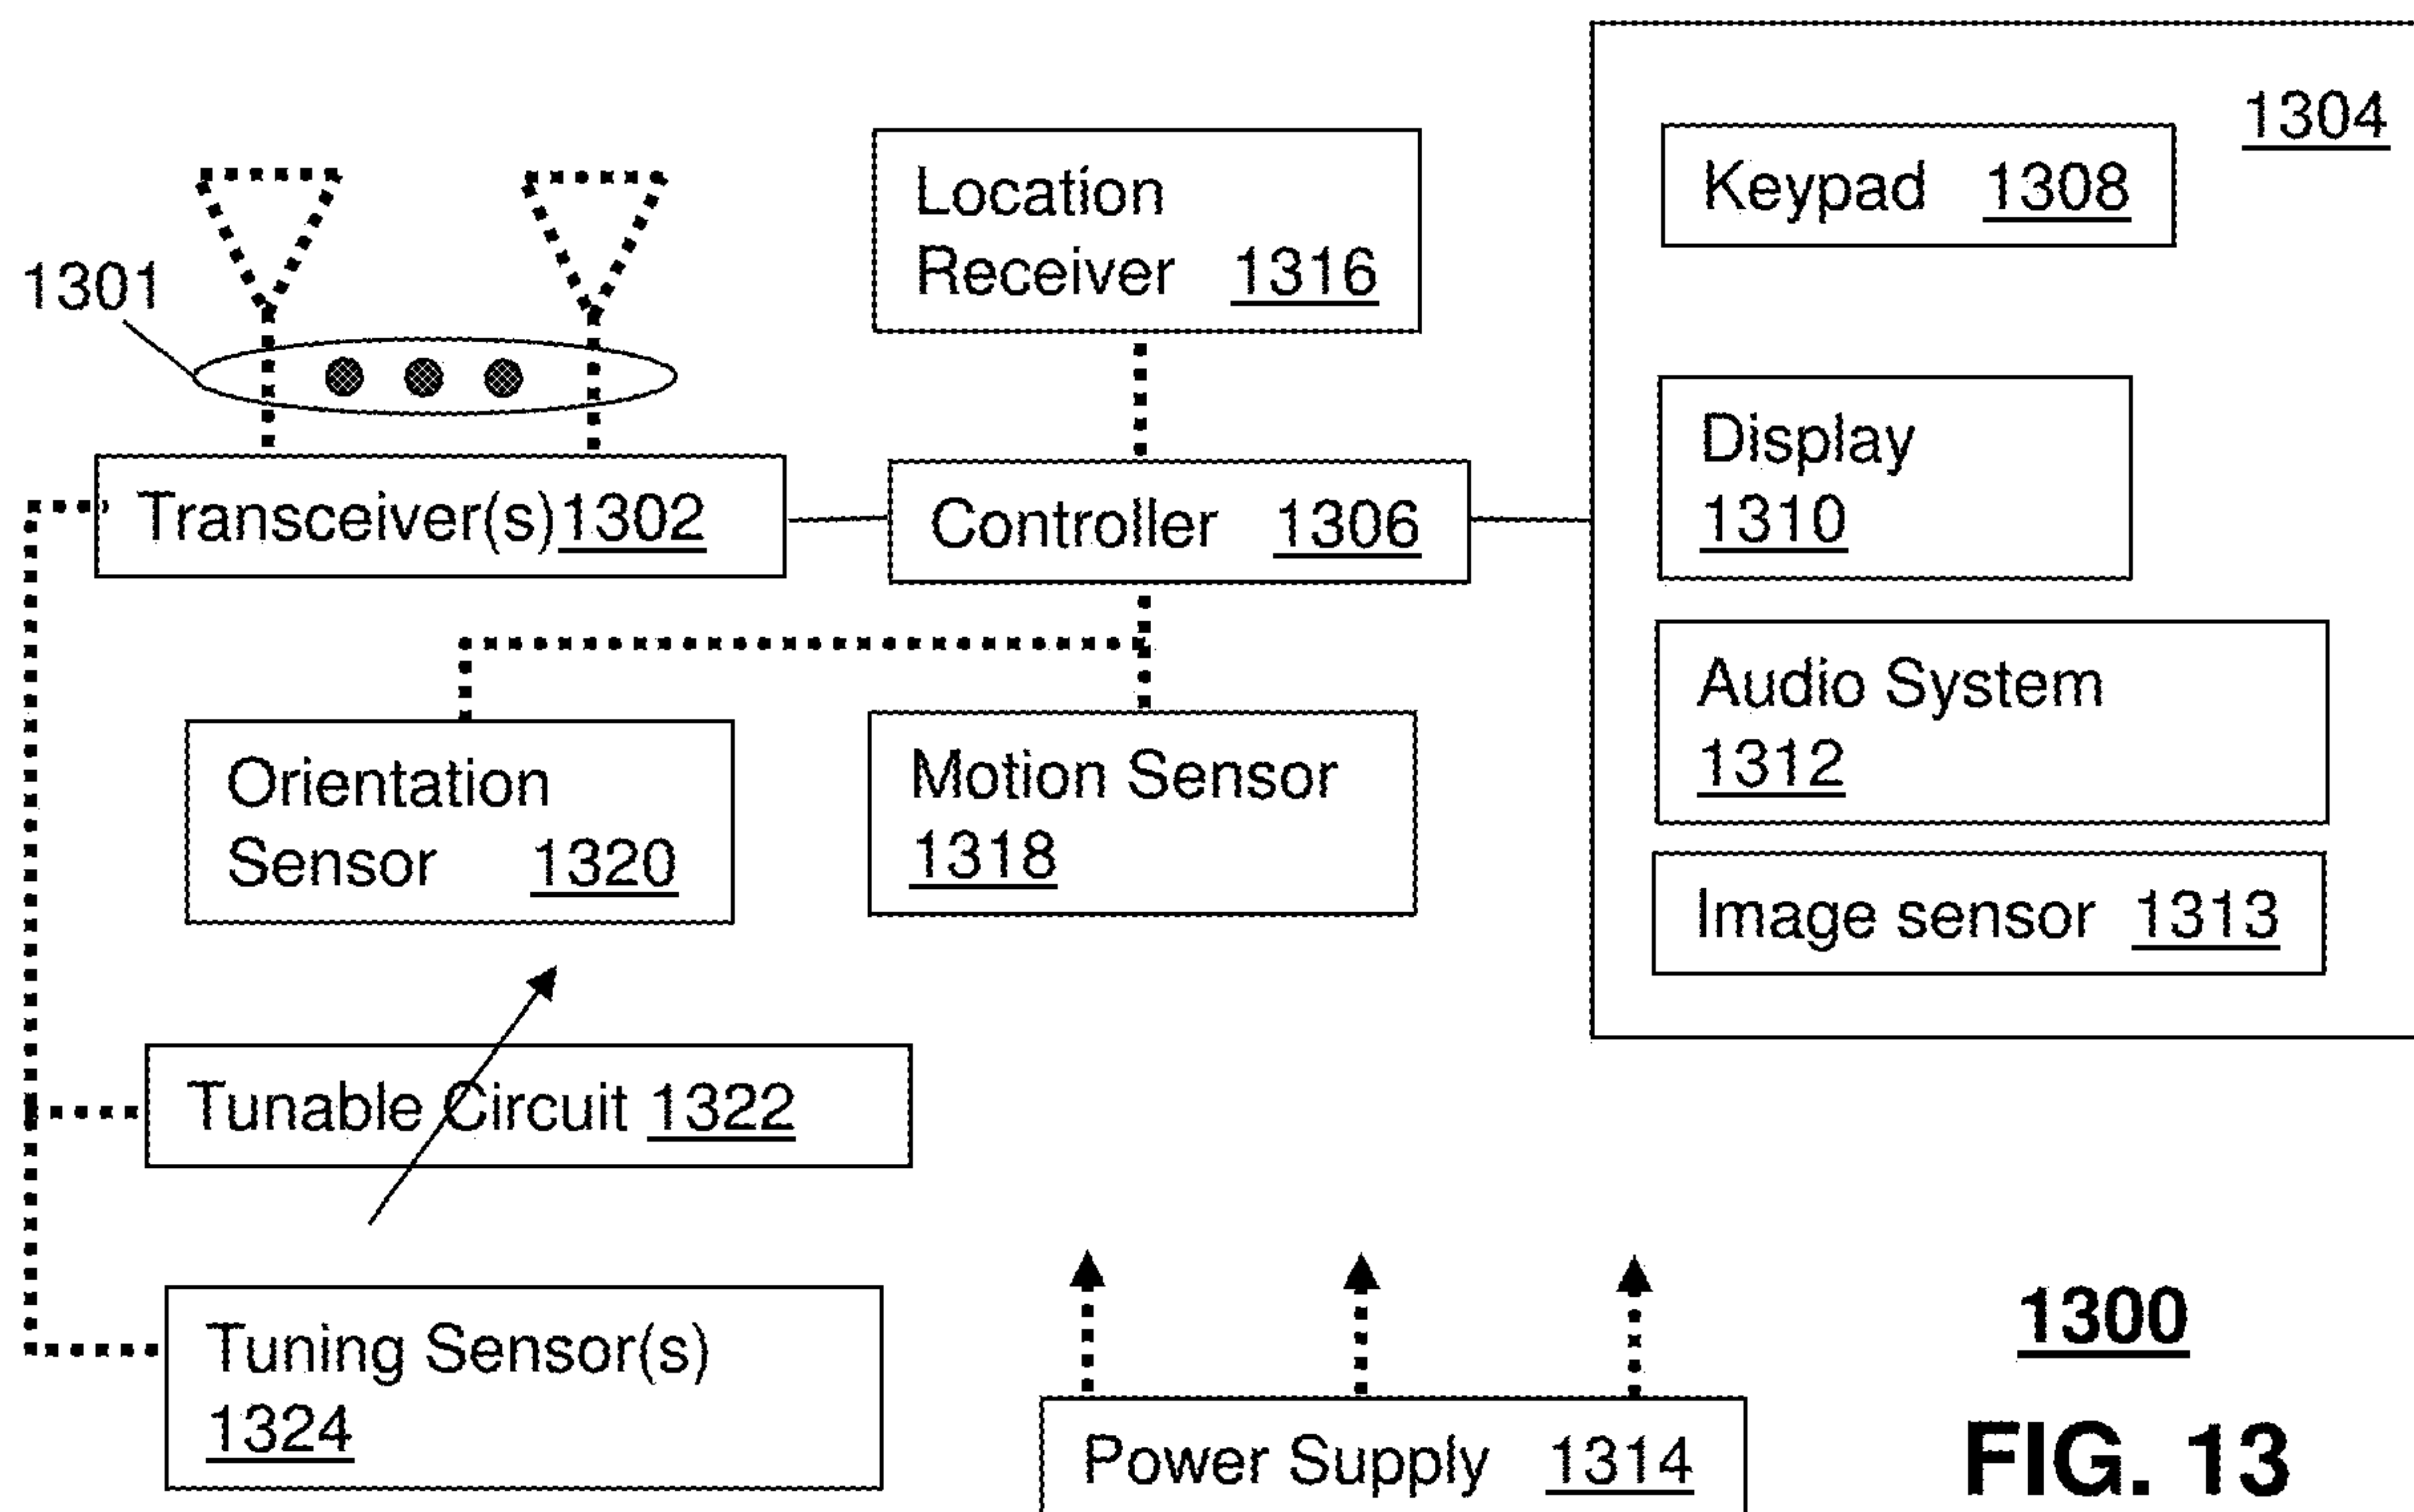 1304
Keypad 1308
Location
Receiver 1316
1301
Display
1310
Transceiver(s)1302
Controller 1306
Audio System
1312
Orientation
Sensor 1320
Motion Sensor
1318
Image sensor 1313
Tunable Circuit 1322
Tuning Sensor(s)
1324
Power Supply 1314
1300
FIG. 13